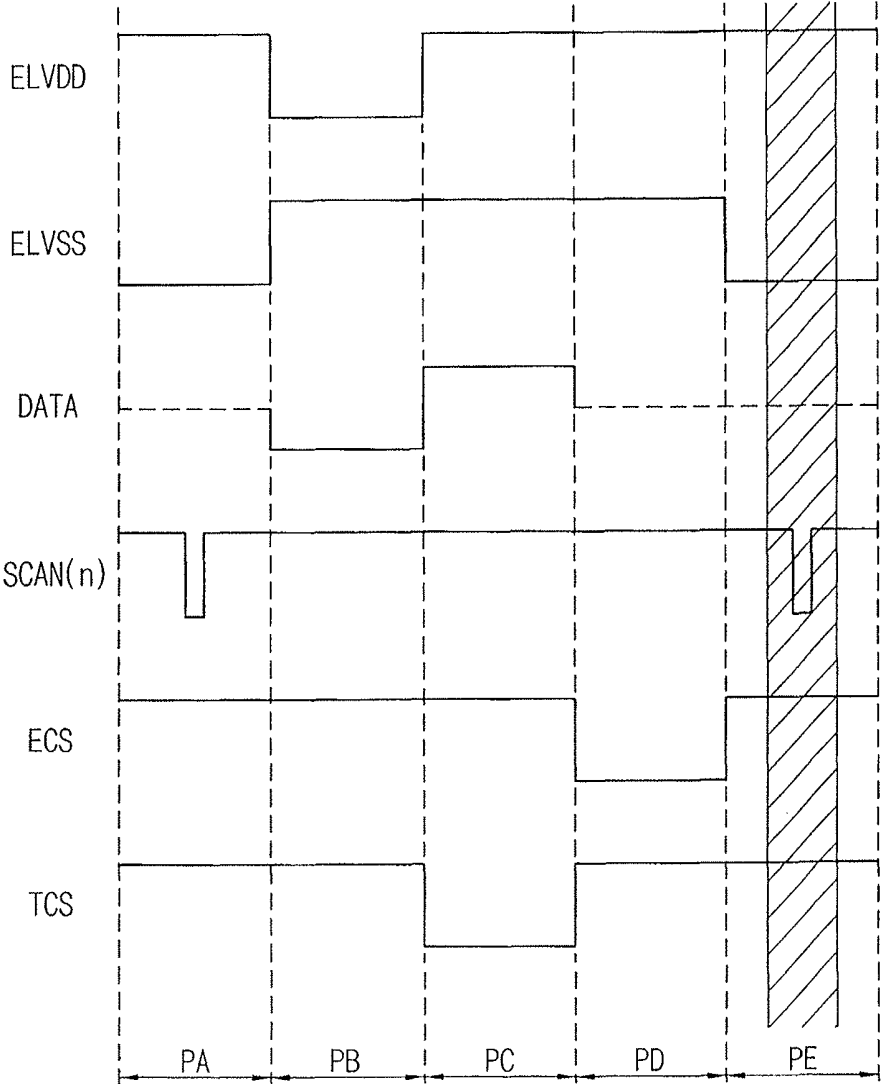 ELVDD
ELVSS
DATA
SCAN(n)
ECS
TCS
PA PB PC PD PE